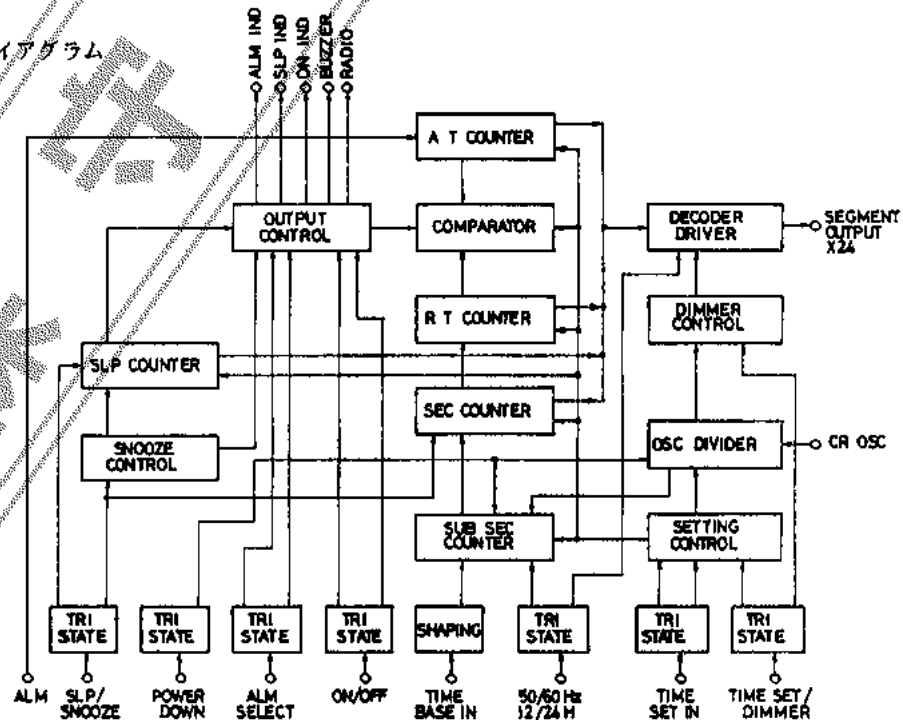 イアグラム
ALM IND
SLP IND
ON IND
BUZZER
RADIO
A T COUNTER
OUTPUT
CONTROL
COMPARATOR
DECODER
DRIVER
SEGMENT
OUTPUT
X24
R T COUNTER
DIMMER
CONTROL
SLP COUNTER
SEC COUNTER
SNOOZE
CONTROL
OSC DIVIDER
CR OSC
SUB SEC
COUNTER
SETTING
CONTROL
TRI
STATE
TRI
STATE
TRI
STATE
TRI
STATE
SHAPING
TRI
STATE
TRI
STATE
TRI
STATE
ALM
SLP/
SNOOZE
POWER
DOWN
ALM
SELECT
ON/OFF
TIME
BASE IN
50/60 Hz
12/24 H
TIME
SET IN
TIME SET/
DIMMER